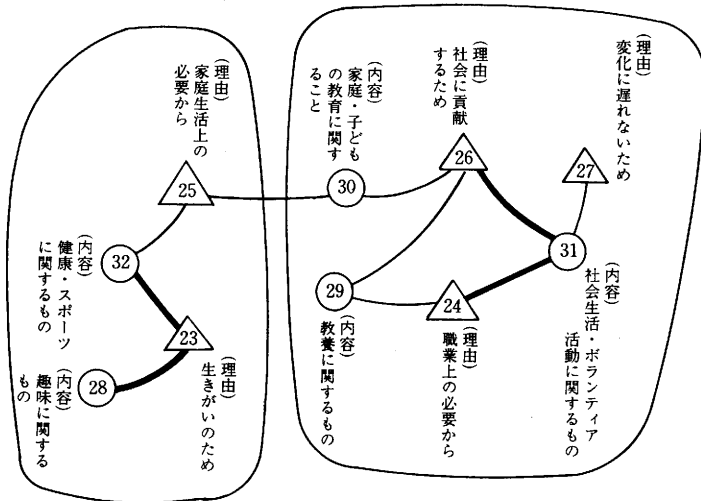 (理由)
変化に遅れないため
27
(理由)
社会に貢献
するため
26
(内容)
家庭・子ども
の教育に関す
ること
30
(理由)
家庭生活上の
必要から
25
31
(内容)
社会生活・ボランティア
活動に関するもの
24
(理由)
職業上の必要から
29
(内容)
教養に関するもの
32
(内容)
健康・スポーツ
に関するもの
23
(理由)
生きがいのため
28
(内容)
趣味に関する
もの